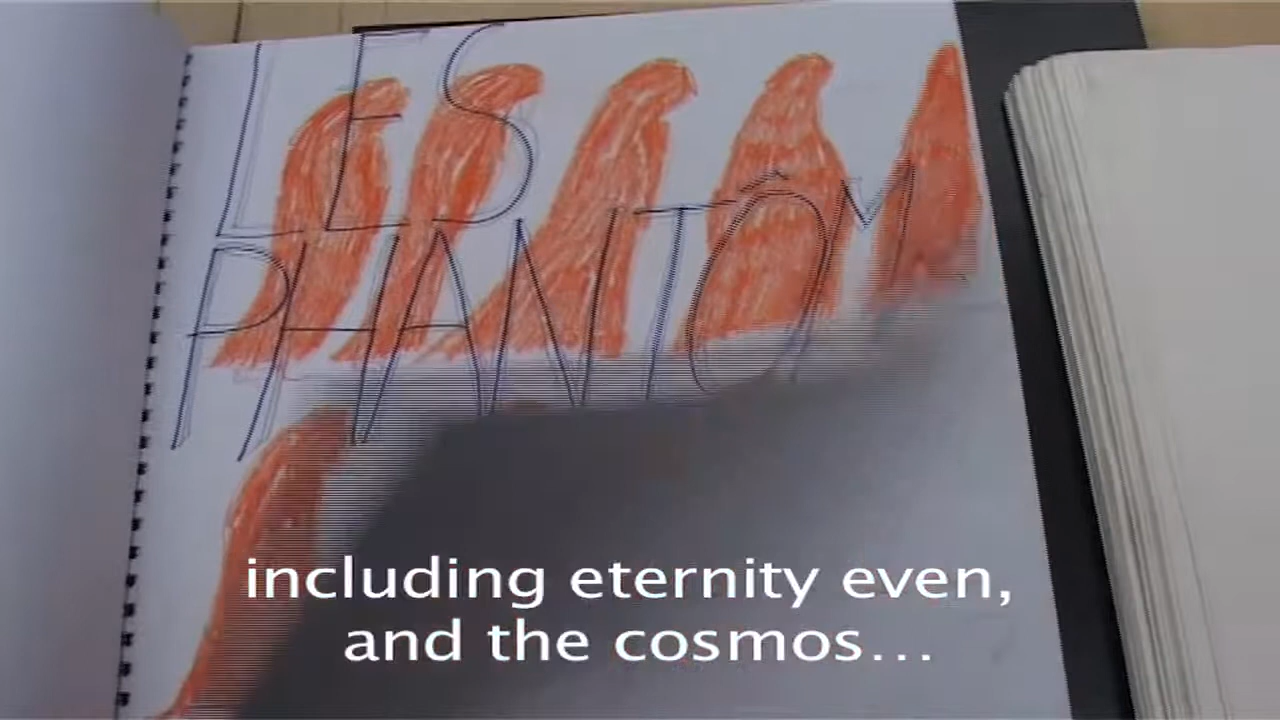 LES
PHANTÔM
including eternity even,
and the cosmos…